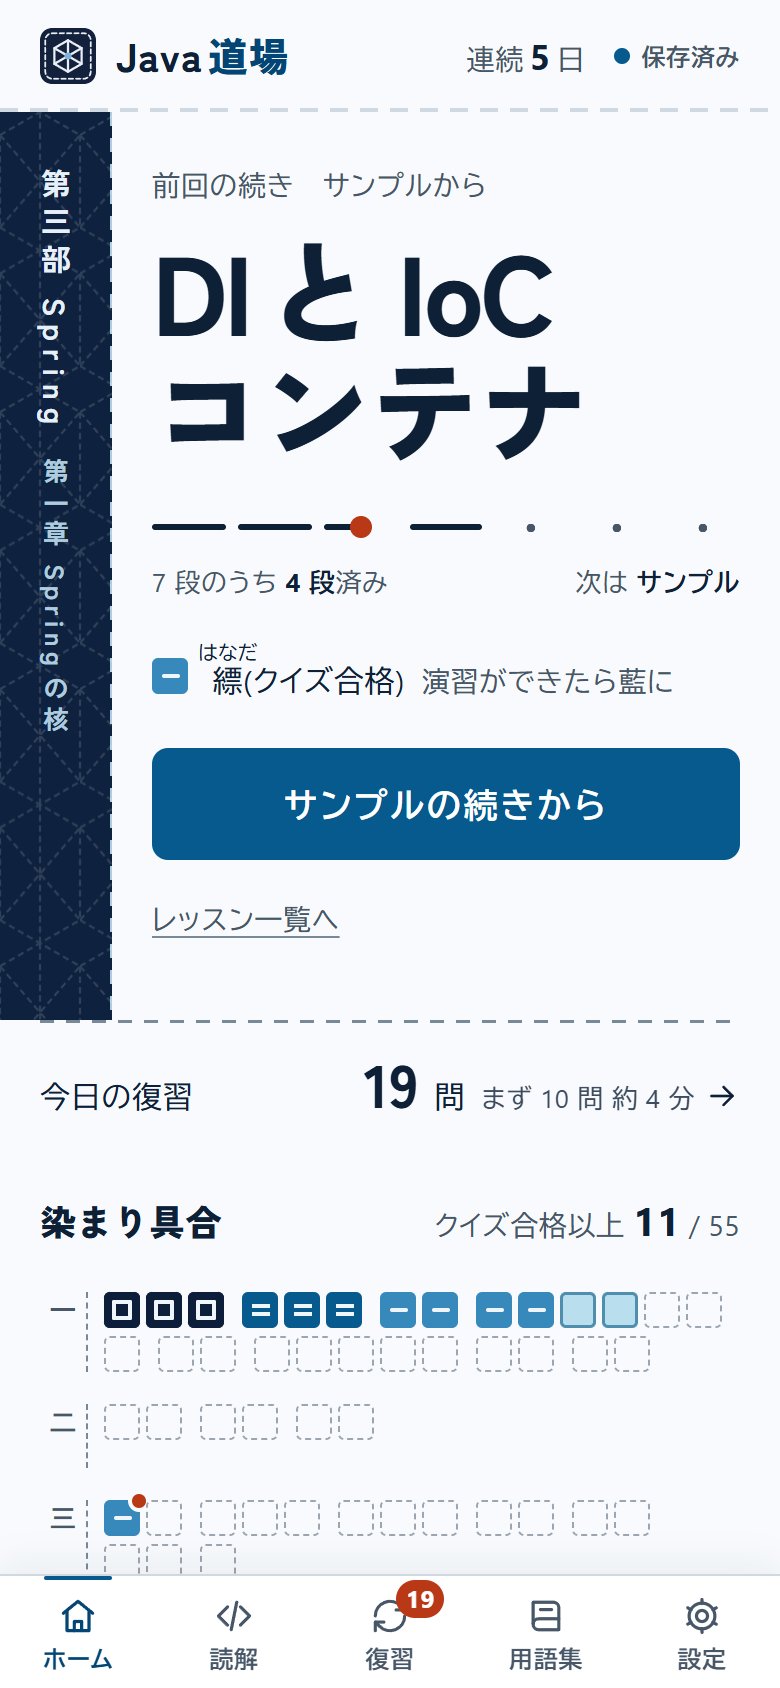 Java 道場
連続 5 日
保存済み
第三部 Spring 第一章 Springの核
前回の続き サンプルから
DI と IoC
コンテナ
7 段のうち 4 段済み
次は サンプル
はなだ
縹(クイズ合格) 演習ができたら藍に
サンプルの続きから
レッスン一覧へ
今日の復習
19 問 まず 10 問 約 4 分 →
染まり具合
クイズ合格以上 11 / 55
一
二
三
19
ホーム
読解
復習
用語集
設定